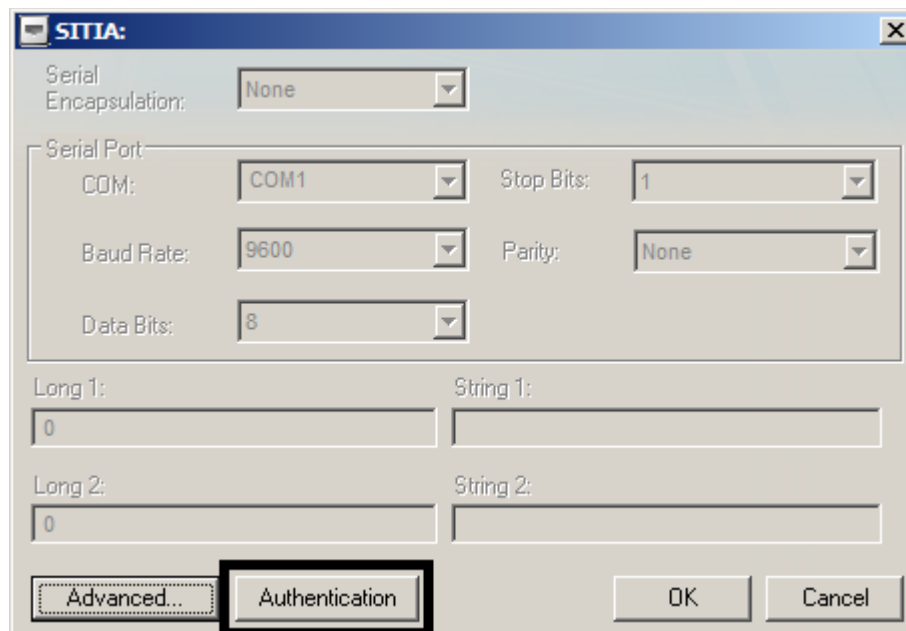 SITIA:
Serial
Encapsulation: None
Serial Port
COM: COM1 Stop Bits: 1
Baud Rate: 9600 Parity: None
Data Bits: 8
Long 1: String 1:
0
Long 2: String 2:
0
Advanced... Authentication OK Cancel